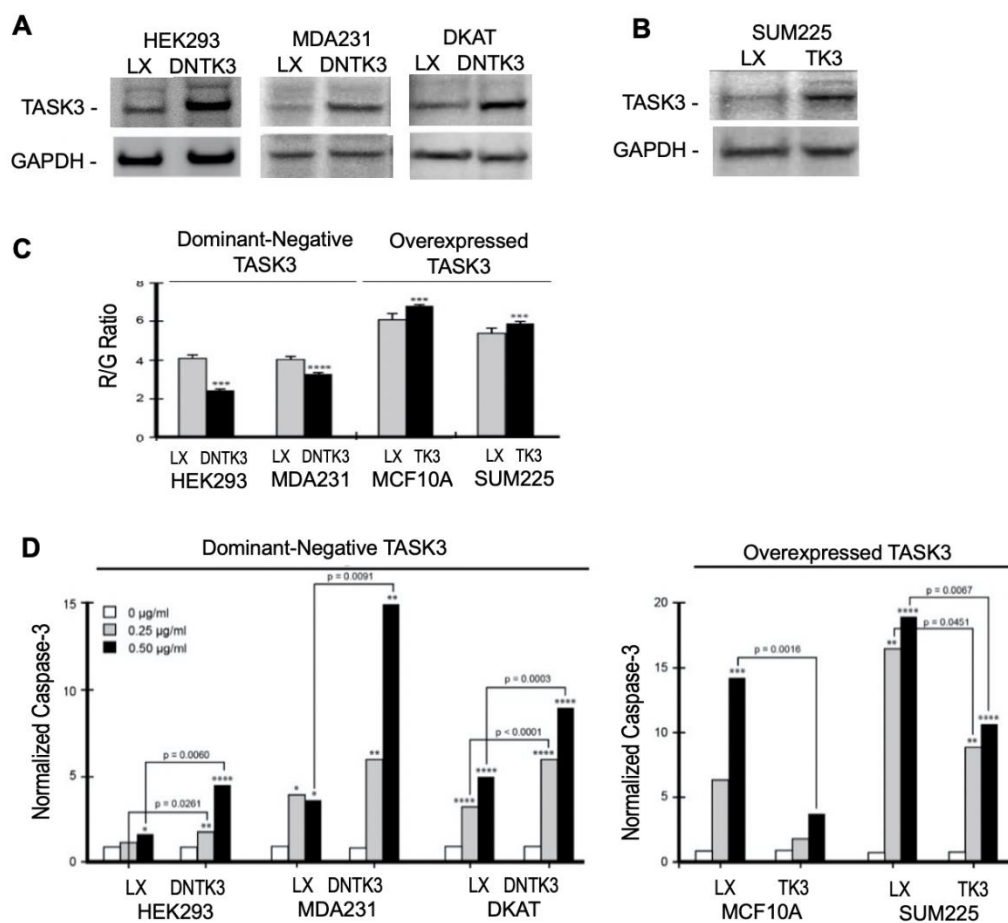 A
HEK293
MDA231
DKAT
LX DNTK3
LX DNTK3
LX DNTK3
TASK3 -
GAPDH -
B
SUM225
LX TK3
TASK3 -
GAPDH -
C
Dominant-Negative
TASK3
Overexpressed
TASK3
R/G Ratio
8
6
4
2
0
***
****
***
***
LX DNTK3
LX DNTK3
LX TK3
LX TK3
HEK293
MDA231
MCF10A
SUM225
D
Dominant-Negative TASK3
Normalized Caspase-3
15
10
5
0
0 µg/ml
0.25 µg/ml
0.50 µg/ml
p = 0.0091
**
p = 0.0003
****
p = 0.0060
p < 0.0001
****
p = 0.0261
*
**
****
*
*
**
****
****
LX DNTK3
LX DNTK3
LX DNTK3
HEK293
MDA231
DKAT
Overexpressed TASK3
Normalized Caspase-3
20
15
10
5
0
p = 0.0067
****
p = 0.0451
**
p = 0.0016
***
****
**
LX TK3
LX TK3
MCF10A
SUM225